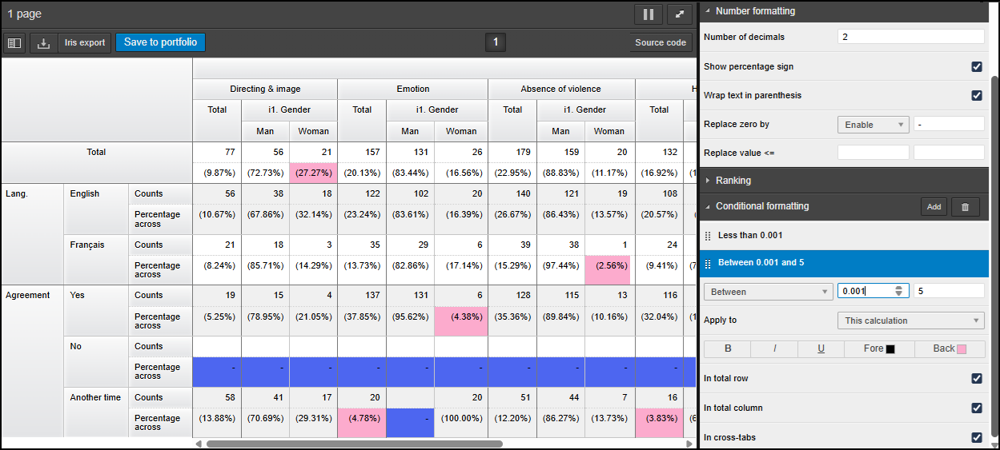 1 page
Iris export Save to portfolio 1 Source code
Directing & image Emotion Absence of violence H
Total i1. Gender Total i1. Gender Total i1. Gender Total
Man Woman Man Woman Man Woman
Total 77 56 21 157 131 26 179 159 20 132
(9.87%) (72.73%) (27.27%) (20.13%) (83.44%) (16.56%) (22.95%) (88.83%) (11.17%) (16.92%) (1
Lang. English Counts 56 38 18 122 102 20 140 121 19 108
Percentage across (10.67%) (67.86%) (32.14%) (23.24%) (83.61%) (16.39%) (26.67%) (86.43%) (13.57%) (20.57%) (
Français Counts 21 18 3 35 29 6 39 38 1 24
Percentage across (8.24%) (85.71%) (14.29%) (13.73%) (82.86%) (17.14%) (15.29%) (97.44%) (2.56%) (9.41%) (7
Agreement Yes Counts 19 15 4 137 131 6 128 115 13 116
Percentage across (5.25%) (78.95%) (21.05%) (37.85%) (95.62%) (4.38%) (35.36%) (89.84%) (10.16%) (32.04%) (1
No Counts
Percentage across - - - - - - - - - -
Another time Counts 58 41 17 20 20 51 44 7 16
Percentage across (13.88%) (70.69%) (29.31%) (4.78%) - (100.00%) (12.20%) (86.27%) (13.73%) (3.83%) (6
Number formatting
Number of decimals 2
Show percentage sign
Wrap text in parenthesis
Replace zero by Enable -
Replace value <=
Ranking
Conditional formatting Add
Less than 0.001
Between 0.001 and 5
Between 0.001 5
Apply to This calculation
B I U Fore Back
In total row
In total column
In cross-tabs